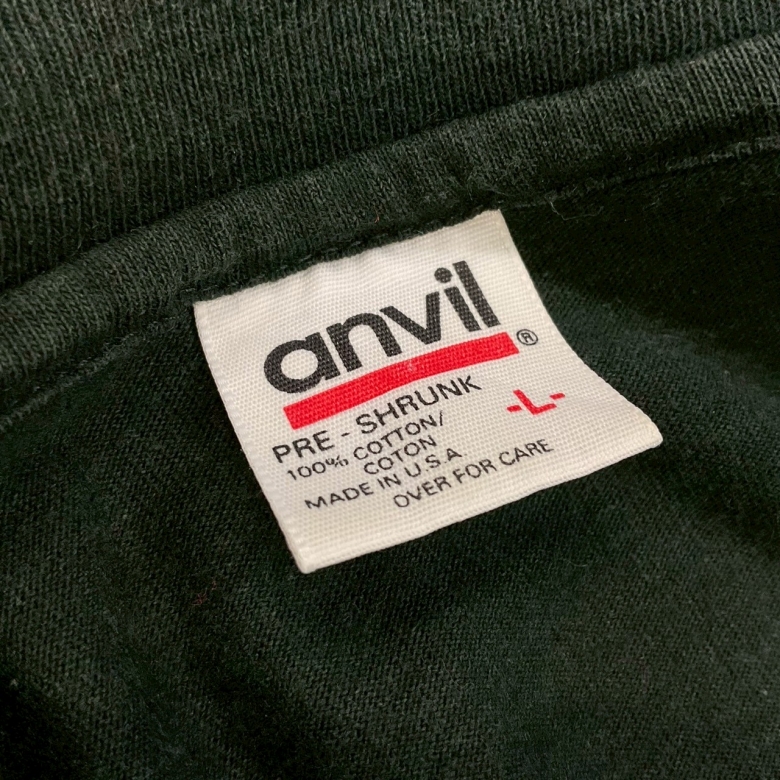 anvil®
PRE - SHRUNK
-L-
100% COTTON/
COTON
MADE IN U.S.A
OVER FOR CARE